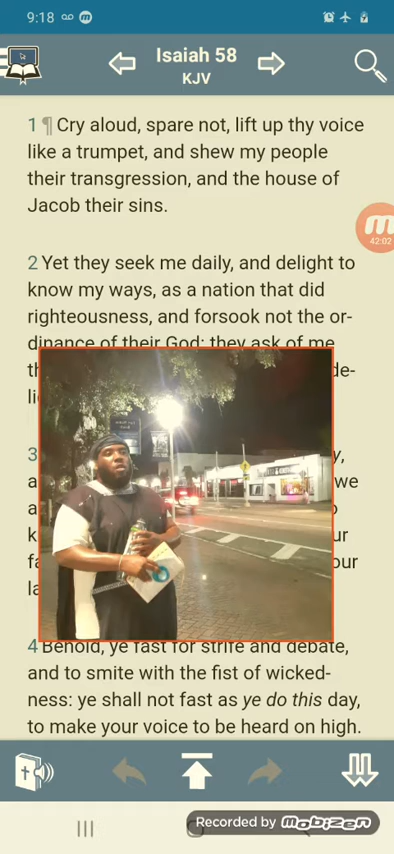 9:18
Isaiah 58
KJV
1 ¶ Cry aloud, spare not, lift up thy voice
like a trumpet, and shew my people
their transgression, and the house of
Jacob their sins.
42:02
2 Yet they seek me daily, and delight to
know my ways, as a nation that did
righteousness, and forsook not the or-
dinance of their God: they ask of me
th de-
li
3 y,
a we
a o
k ur
fa our
la
4 Behold, ye fast for strife and debate,
and to smite with the fist of wicked-
ness: ye shall not fast as ye do this day,
to make your voice to be heard on high.
Recorded by mobizen